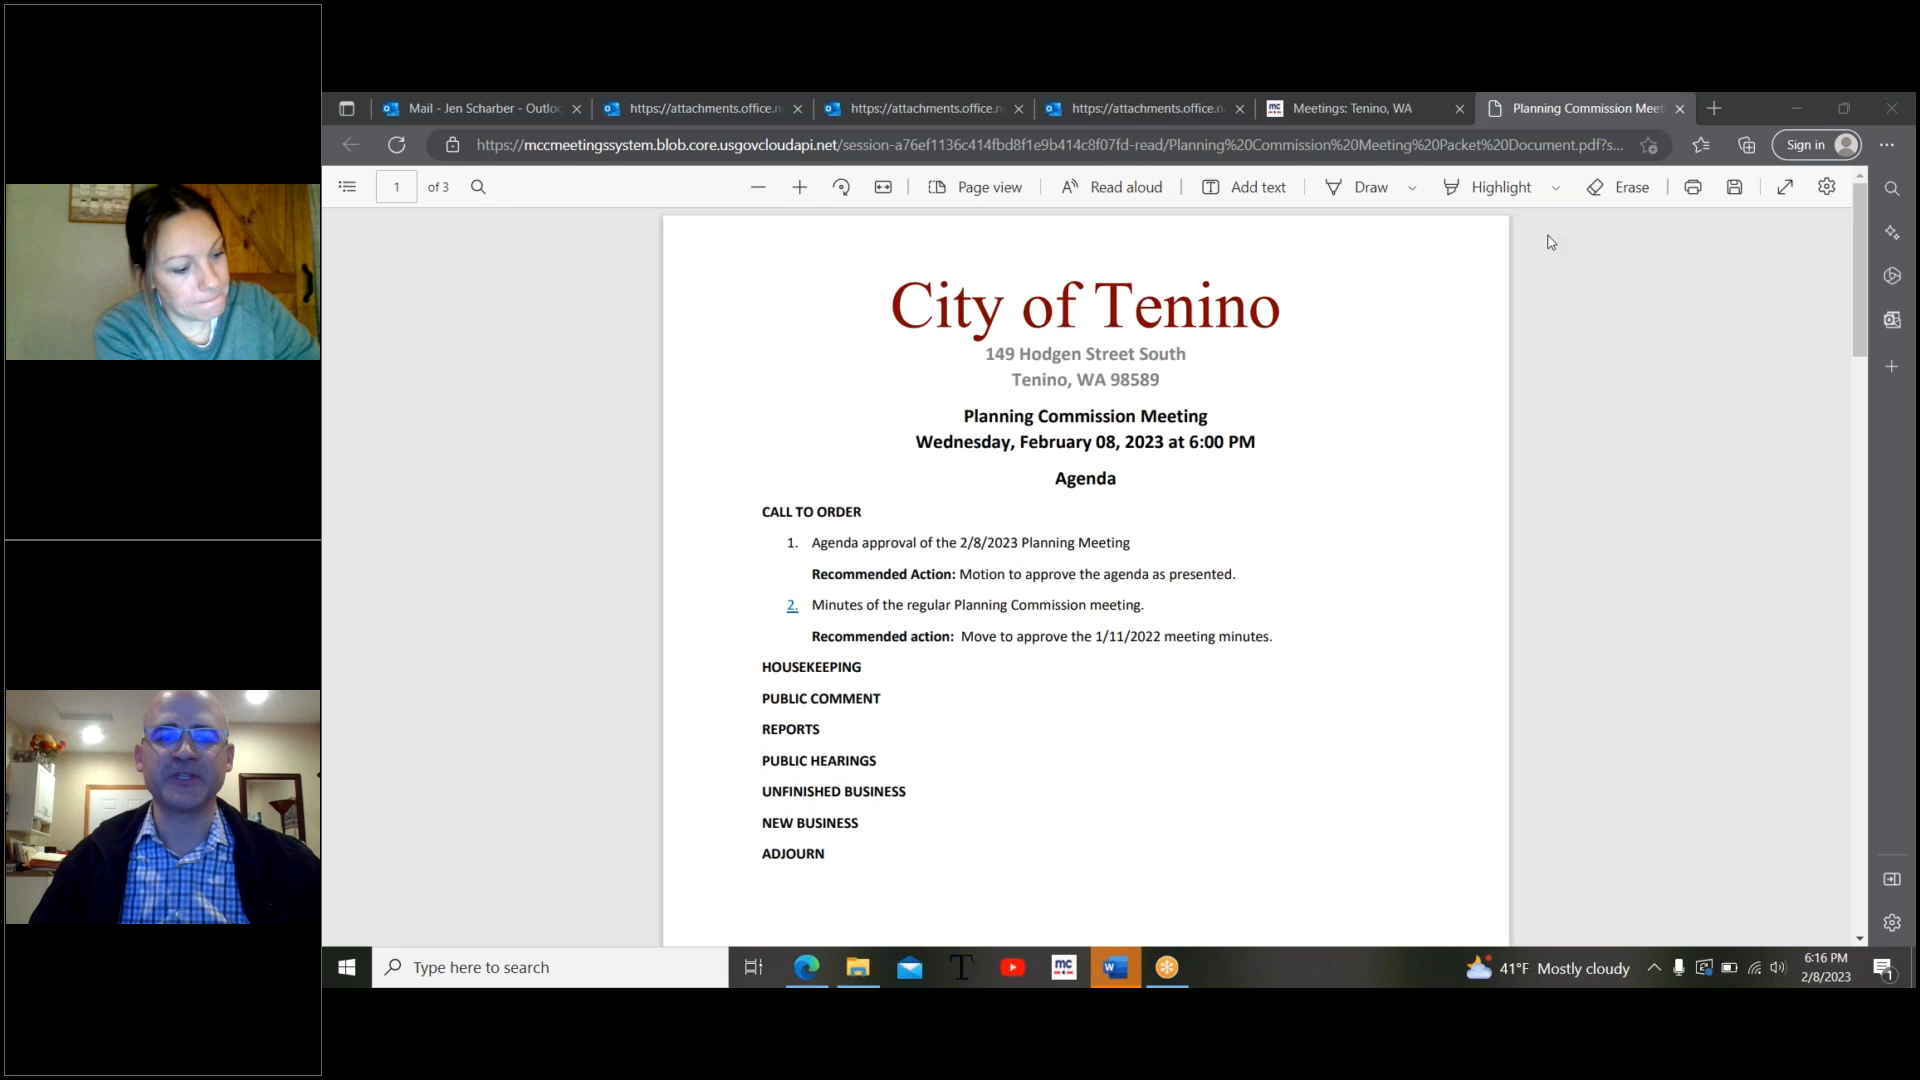 Mail - Jen Scharber - Outlo
https://attachments.office.n
https://attachments.office.n
https://attachments.office.n
mc Meetings: Tenino, WA
Planning Commission Meet
https://mccmeetingssystem.blob.core.usgovcloudapi.net/session-a76ef1136c414fbd8f1e9b414c8f07fd-read/Planning%20Commission%20Meeting%20Packet%20Document.pdf?s...
Sign in
1 of 3
Page view
Read aloud
Add text
Draw
Highlight
Erase
City of Tenino
149 Hodgen Street South
Tenino, WA 98589
Planning Commission Meeting
Wednesday, February 08, 2023 at 6:00 PM
Agenda
CALL TO ORDER
1. Agenda approval of the 2/8/2023 Planning Meeting
Recommended Action: Motion to approve the agenda as presented.
2. Minutes of the regular Planning Commission meeting.
Recommended action: Move to approve the 1/11/2022 meeting minutes.
HOUSEKEEPING
PUBLIC COMMENT
REPORTS
PUBLIC HEARINGS
UNFINISHED BUSINESS
NEW BUSINESS
ADJOURN
Type here to search
T
mc
W
41°F Mostly cloudy
6:16 PM
2/8/2023
1